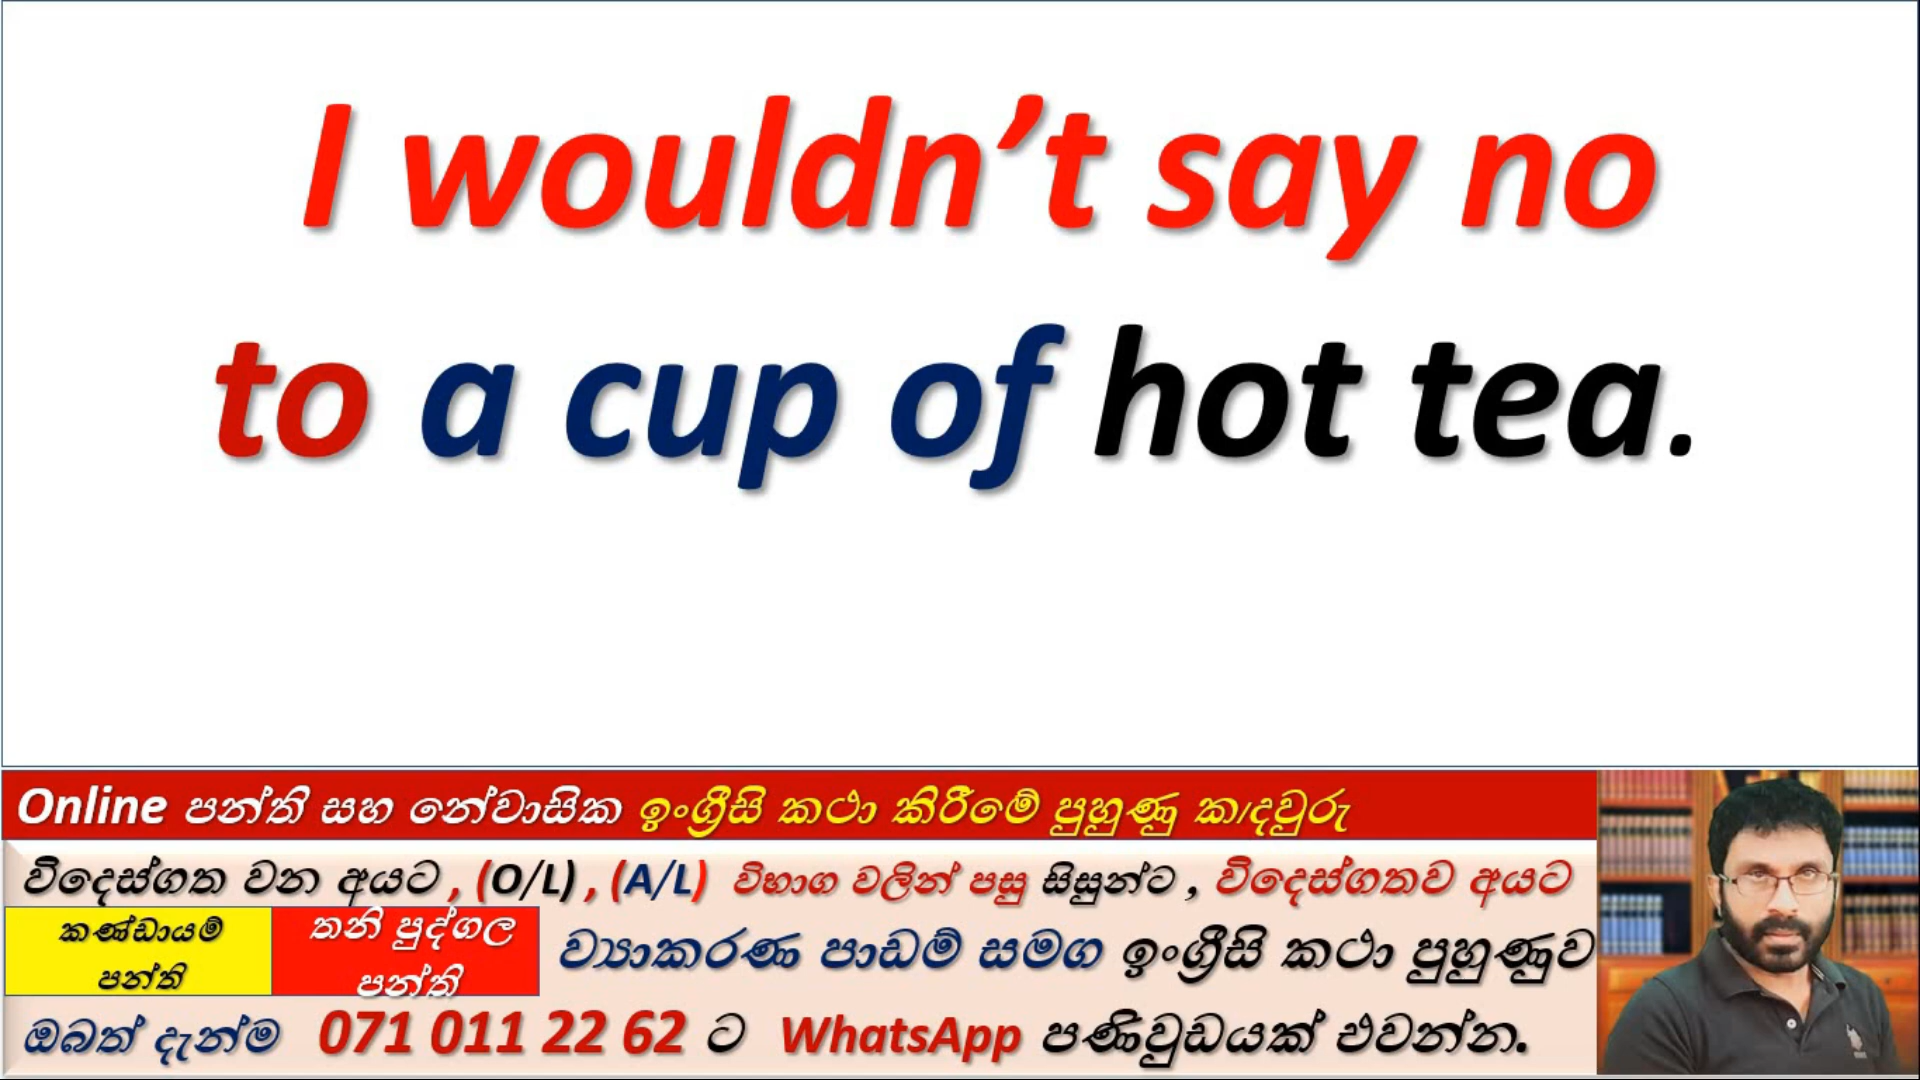 I wouldn’t say no
to a cup of hot tea.
Online පන්ති සහ නේවාසික ඉංග්‍රීසි කථා කිරීමේ පුහුණු ක/දවුරු
විදෙස්ගත වන අයට , (O/L) , (A/L) විභාග වලින් පසු සිසුන්ට , විදෙස්ගතව අයට
කණ්ඩායම්
පන්ති
තනි පුද්ගල
පන්ති
ව්‍යාකරණ පාඩම් සමග ඉංග්‍රීසි කථා පුහුණුව
ඔබත් දැන්ම 071 011 22 62 ට WhatsApp පණිවුඩයක් එවන්න.